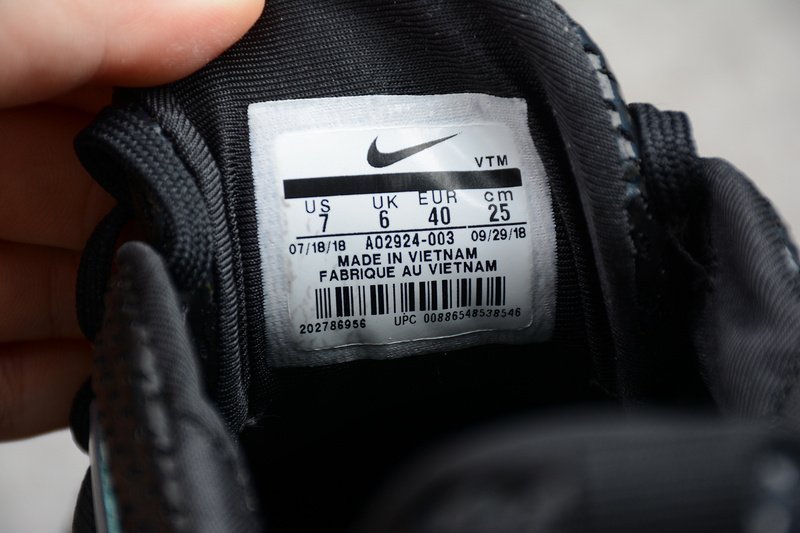 VTM
US UK EUR cm
7 6 40 25
07/18/18 AO2924-003 09/29/18
MADE IN VIETNAM
FABRIQUE AU VIETNAM
202786956 UPC 00886548538546